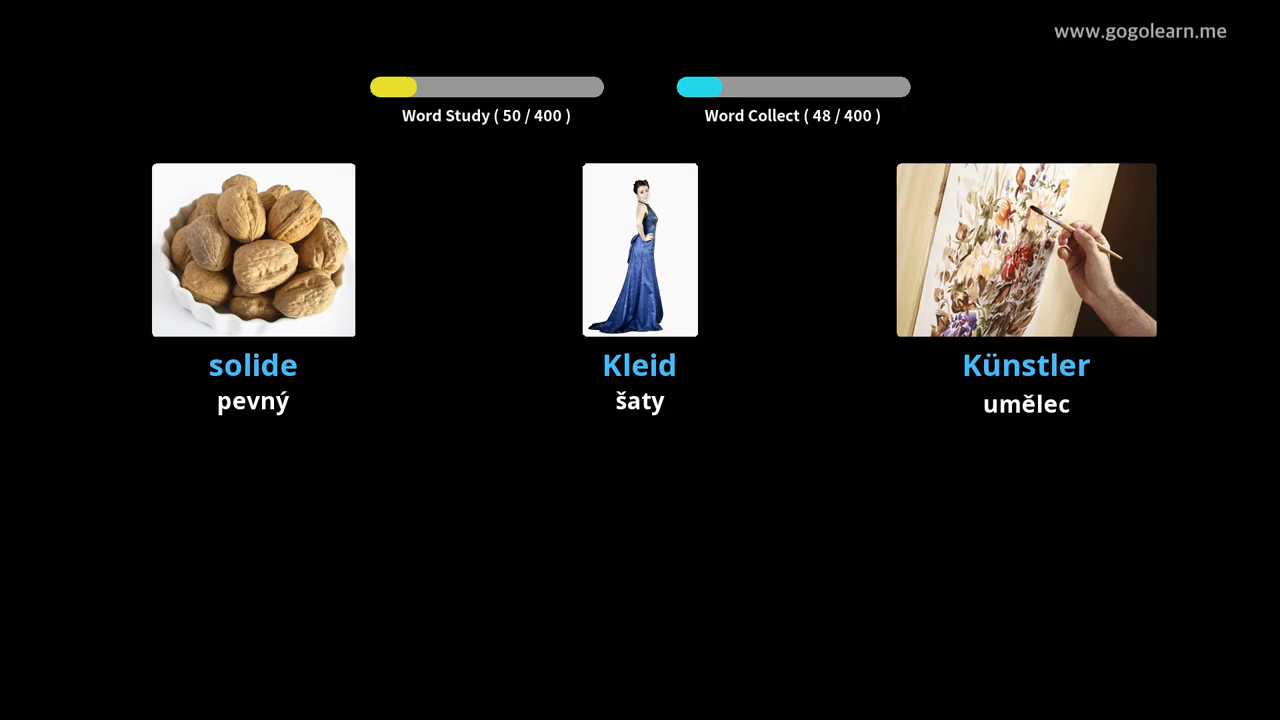 www.gogolearn.me
Word Study ( 50 / 400 )
Word Collect ( 48 / 400 )
solide
pevný
Kleid
šaty
Künstler
umělec